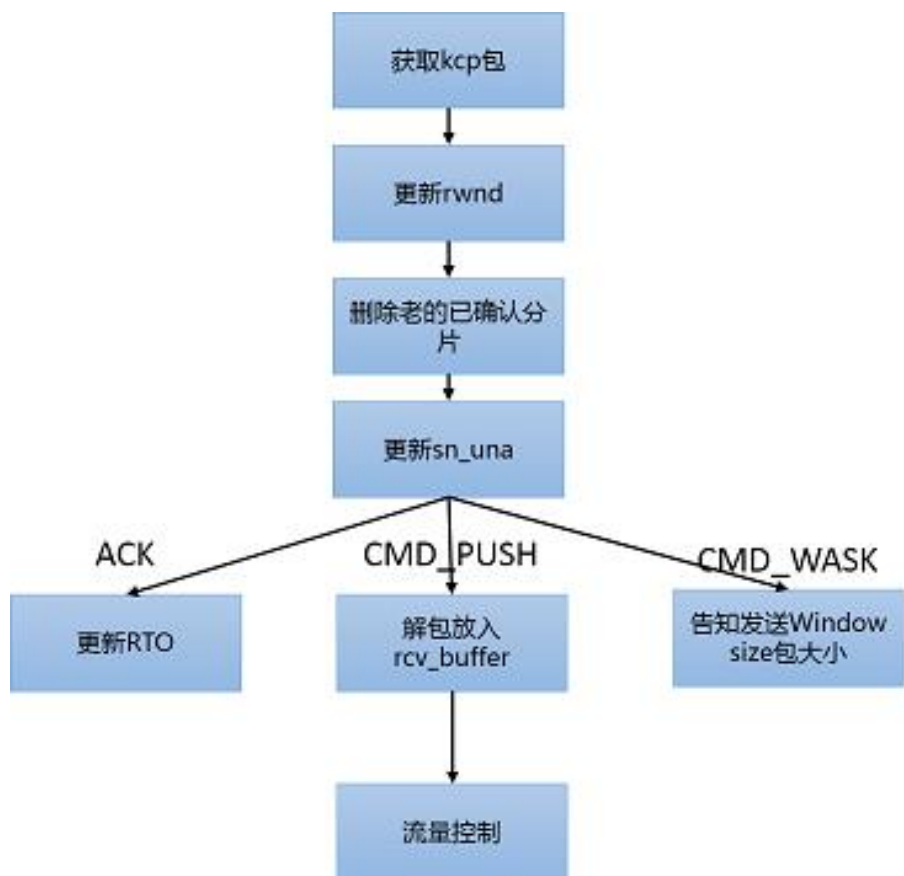 获取kcp包
更新rwnd
删除老的已确认分
片
更新sn_una
ACK
CMD_PUSH
CMD_WASK
更新RTO
解包放入
rcv_buffer
告知发送Window
size包大小
流量控制